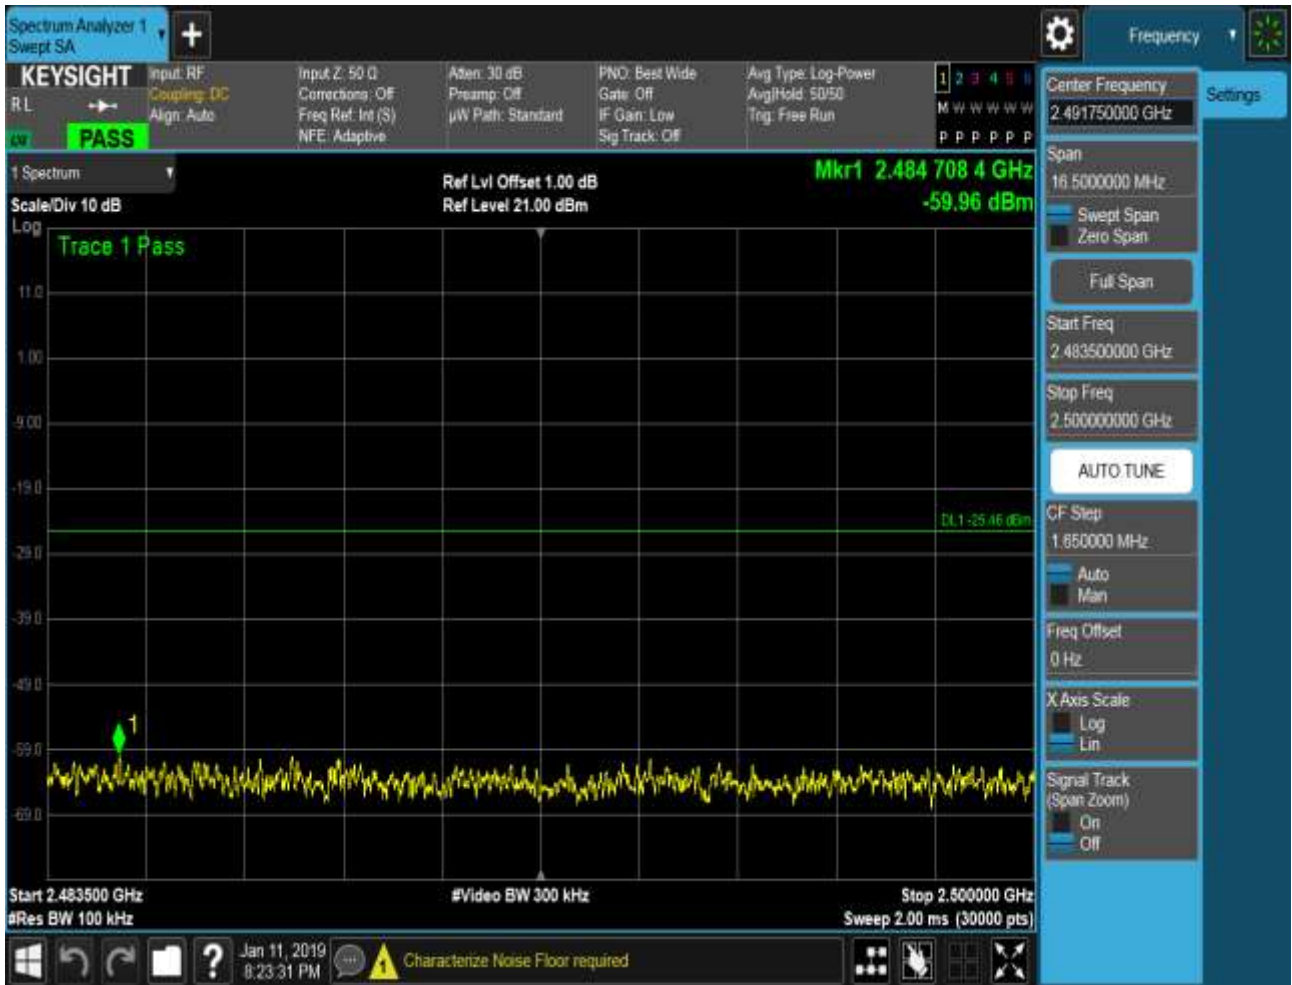 Spectrum Analyzer 1
Swept SA
Frequency
KEYSIGHT
RL
PASS
Input: RF
Coupling: DC
Align: Auto
Input Z: 50 Ω
Corrections: Off
Freq Ref: Int (S)
NFE: Adaptive
Atten: 30 dB
Preamp: Off
µW Path: Standard
PNO: Best Wide
Gate: Off
IF Gain: Low
Sig Track: Off
Avg Type: Log-Power
Avg|Hold: 50/50
Trig: Free Run
1 2 3 4 5 6
M W W W W W
P P P P P P
1 Spectrum
Scale/Div 10 dB
Ref Lvl Offset 1.00 dB
Ref Level 21.00 dBm
Mkr1 2.484 708 4 GHz
-59.96 dBm
Log
Trace 1 Pass
11.0
1.00
-9.00
-19.0
DL1 -25.46 dBm
-29.0
-39.0
-49.0
1
-59.0
-69.0
Start 2.483500 GHz
#Res BW 100 kHz
#Video BW 300 kHz
Stop 2.500000 GHz
Sweep 2.00 ms (30000 pts)
Jan 11, 2019
8:23:31 PM
Characterize Noise Floor required
Center Frequency
2.491750000 GHz
Settings
Span
16.5000000 MHz
Swept Span
Zero Span
Full Span
Start Freq
2.483500000 GHz
Stop Freq
2.500000000 GHz
AUTO TUNE
CF Step
1.650000 MHz
Auto
Man
Freq Offset
0 Hz
X Axis Scale
Log
Lin
Signal Track
(Span Zoom)
On
Off